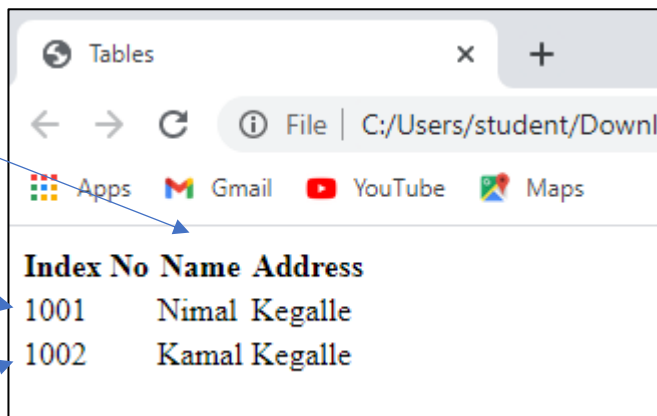 Tables
File | C:/Users/student/Downl
Apps Gmail YouTube Maps
Index No Name Address
1001 Nimal Kegalle
1002 Kamal Kegalle